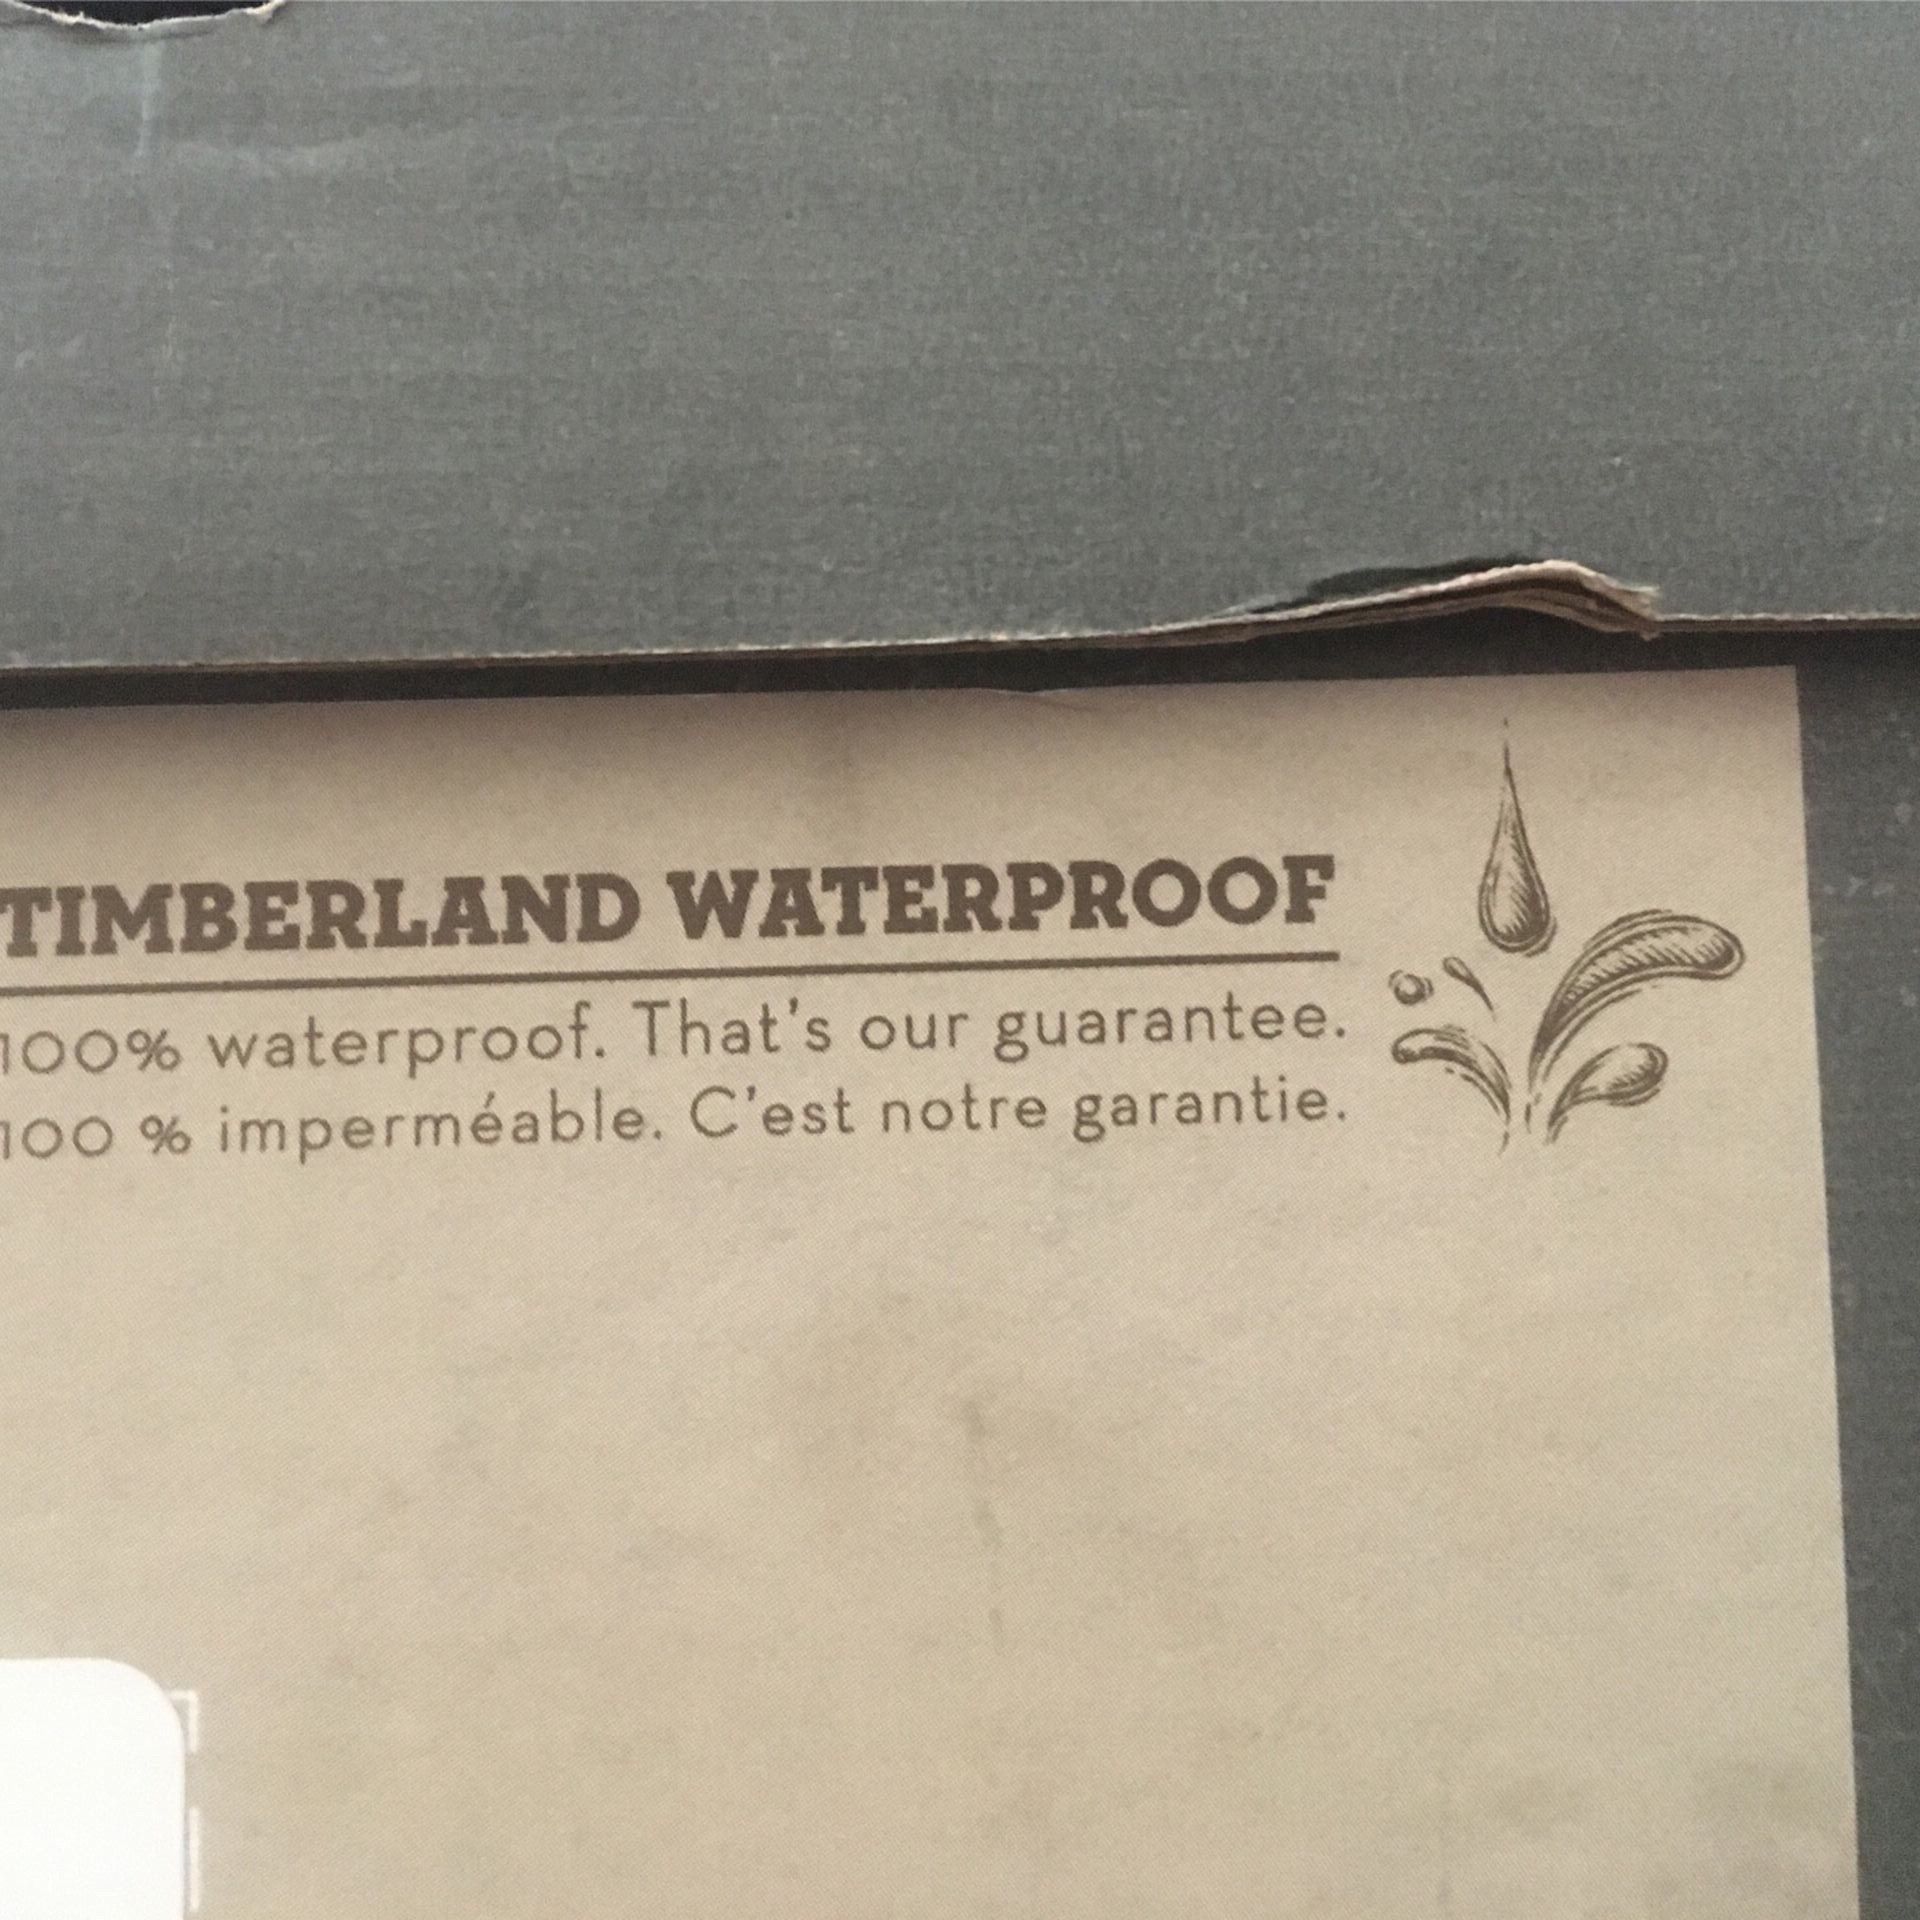 TIMBERLAND WATERPROOF
100% waterproof. That's our guarantee.
100 % imperméable. C'est notre garantie.